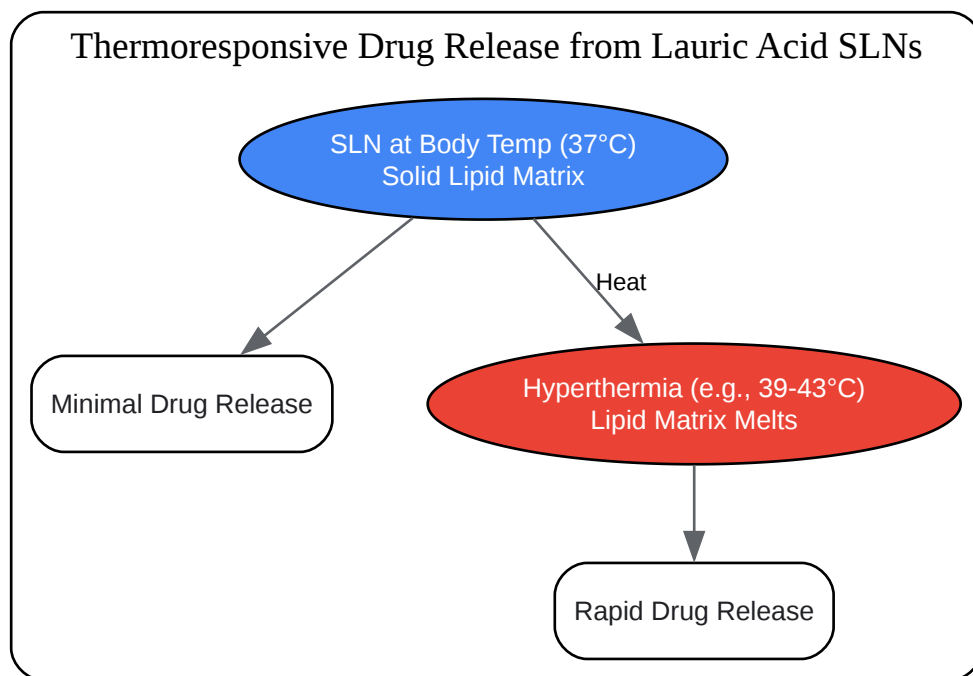 Thermoresponsive Drug Release from Lauric Acid SLNs
SLN at Body Temp (37°C)
Solid Lipid Matrix
Heat
Minimal Drug Release
Hyperthermia (e.g., 39-43°C)
Lipid Matrix Melts
Rapid Drug Release